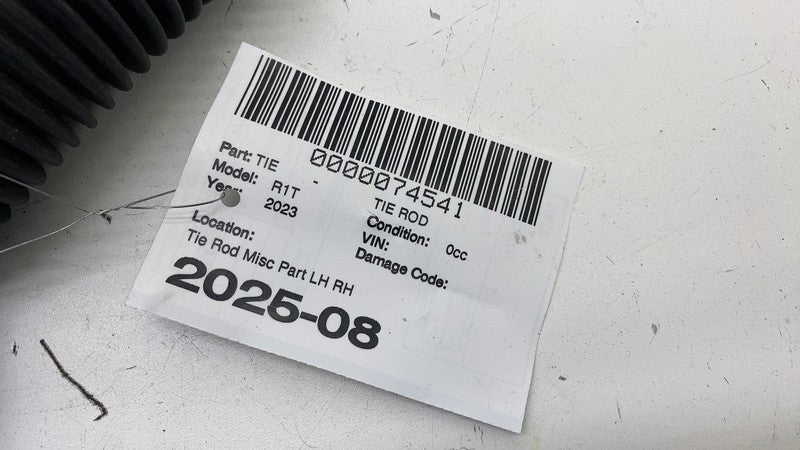 0000074541
Part: TIE - TIE ROD
Model: R1T Condition: 0cc
Year: 2023 VIN:
Damage Code:
Location:
Tie Rod Misc Part LH RH
2025-08